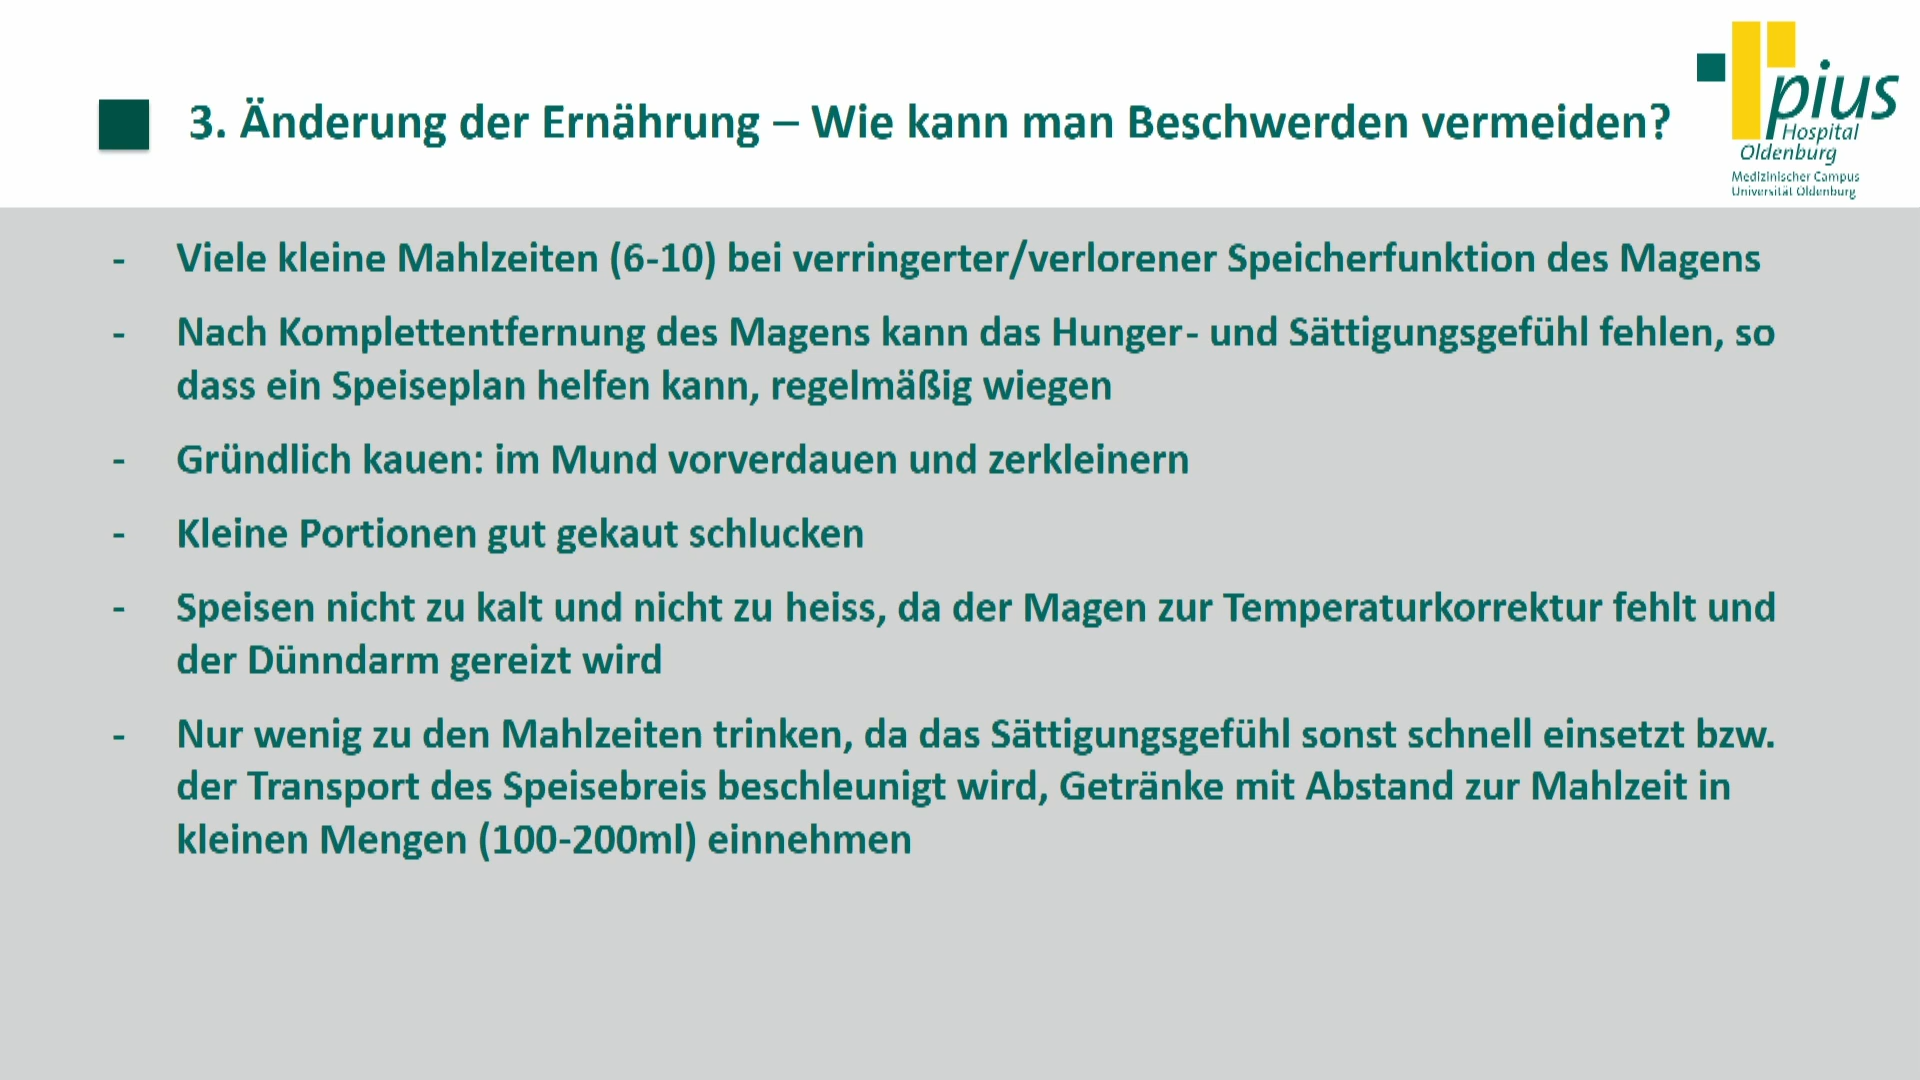 3. Änderung der Ernährung – Wie kann man Beschwerden vermeiden?
pius
Hospital
Oldenburg
Medizinischer Campus
Universität Oldenburg
- Viele kleine Mahlzeiten (6-10) bei verringerter/verlorener Speicherfunktion des Magens
- Nach Komplettentfernung des Magens kann das Hunger- und Sättigungsgefühl fehlen, so
dass ein Speiseplan helfen kann, regelmäßig wiegen
- Gründlich kauen: im Mund vorverdauen und zerkleinern
- Kleine Portionen gut gekaut schlucken
- Speisen nicht zu kalt und nicht zu heiss, da der Magen zur Temperaturkorrektur fehlt und
der Dünndarm gereizt wird
- Nur wenig zu den Mahlzeiten trinken, da das Sättigungsgefühl sonst schnell einsetzt bzw.
der Transport des Speisebreis beschleunigt wird, Getränke mit Abstand zur Mahlzeit in
kleinen Mengen (100-200ml) einnehmen